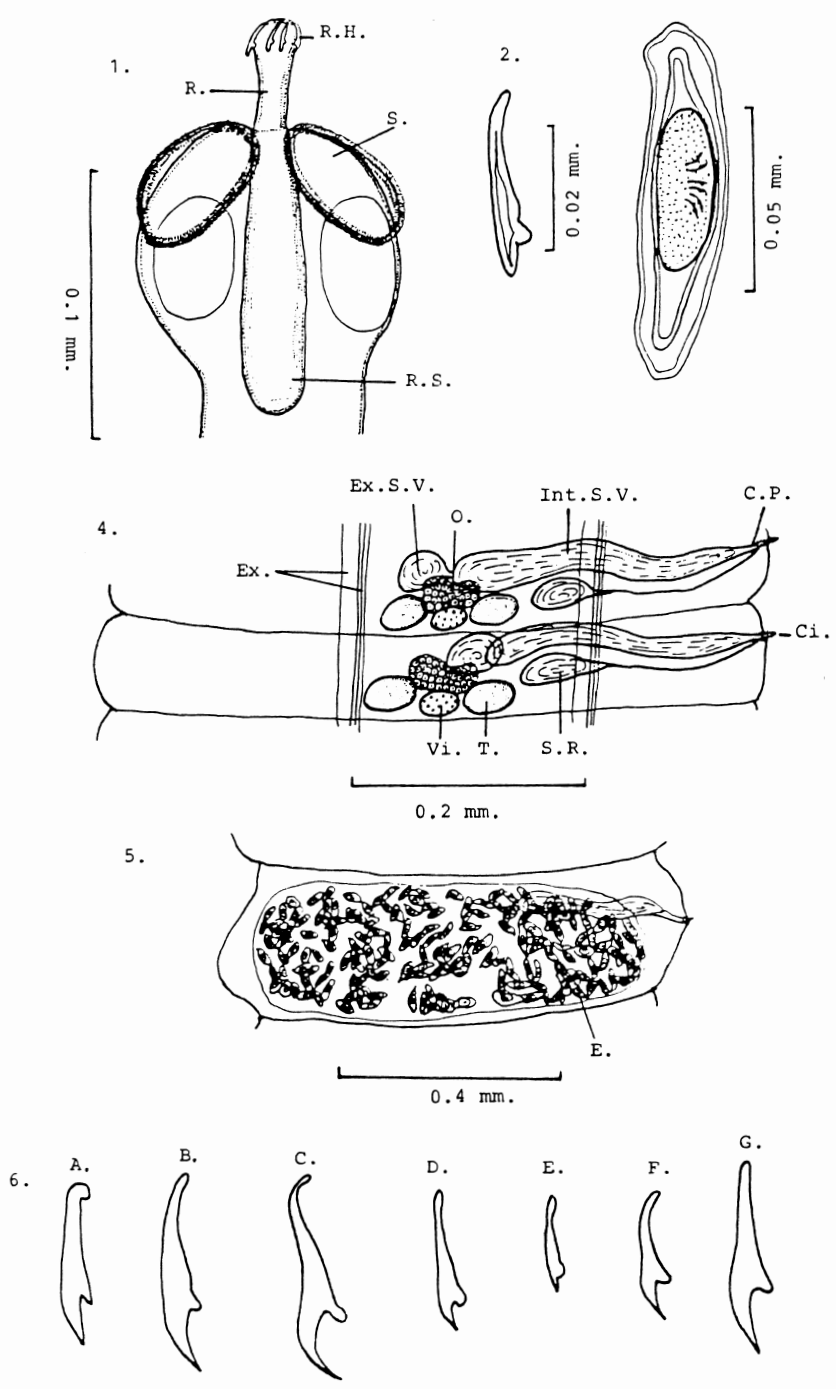 1.
R.H.
R.
S.
0.1 mm.
R.S.
2.
0.02 mm.
0.05 mm.
4.
Ex.S.V.
O.
Int.S.V.
C.P.
Ex.
Ci.
Vi. T. S.R.
0.2 mm.
5.
E.
0.4 mm.
6.
A. B. C. D. E. F. G.